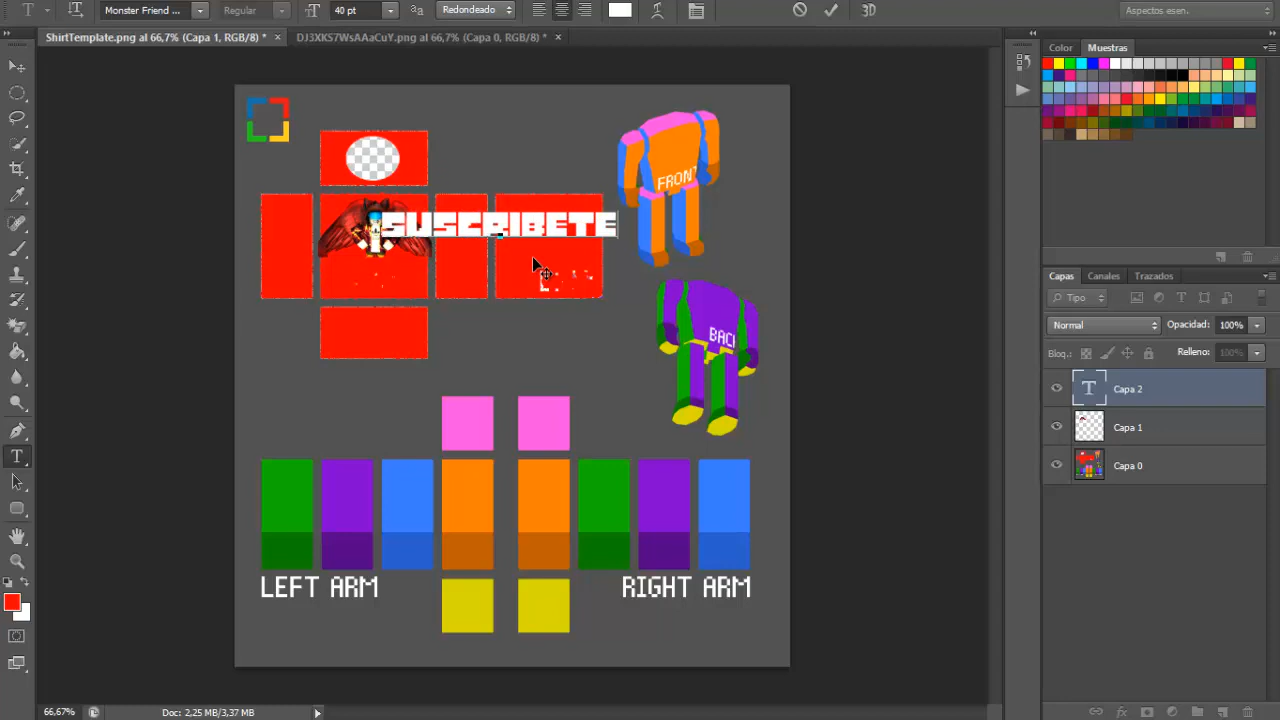 Monster Friend ...
Regular
40 pt
aa
Redondeado
3D
Aspectos esen.
ShirtTemplate.png al 66,7% (Capa 1, RGB/8) *
DJ3XKS7WsAAaCuY.png al 66,7% (Capa 0, RGB/8) *
Color
Muestras
FRONT
SUSCRIBETE
BACK
Capas
Canales
Trazados
Tipo
Normal
Opacidad: 100%
Bloq.:
Relleno: 100%
T Capa 2
Capa 1
Capa 0
LEFT ARM
RIGHT ARM
66,67%
Doc: 2,25 MB/3,37 MB